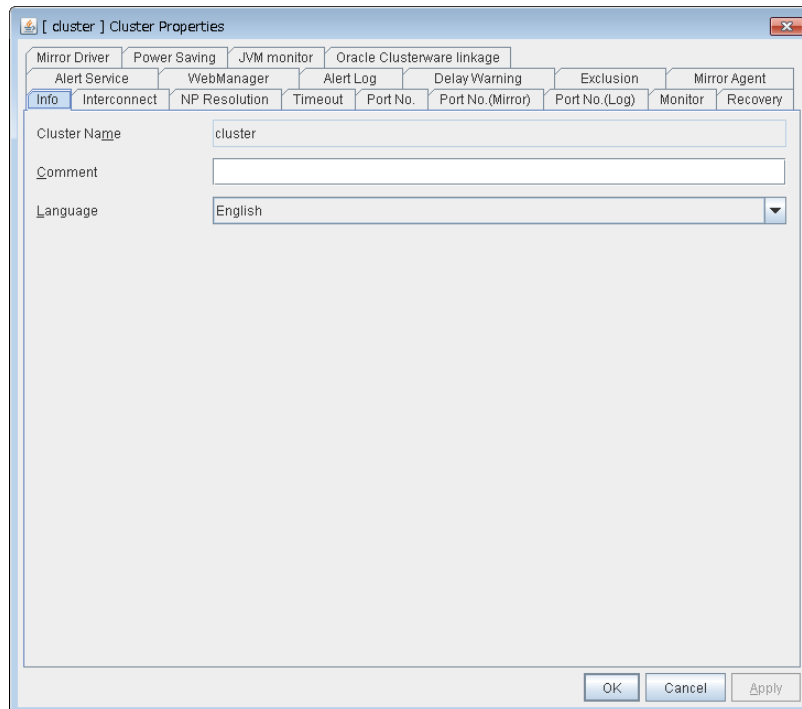 [ cluster ] Cluster Properties
Mirror Driver Power Saving JVM monitor Oracle Clusterware linkage
Alert Service WebManager Alert Log Delay Warning Exclusion Mirror Agent
Info Interconnect NP Resolution Timeout Port No. Port No.(Mirror) Port No.(Log) Monitor Recovery
Cluster Name cluster
Comment
Language English
OK Cancel Apply